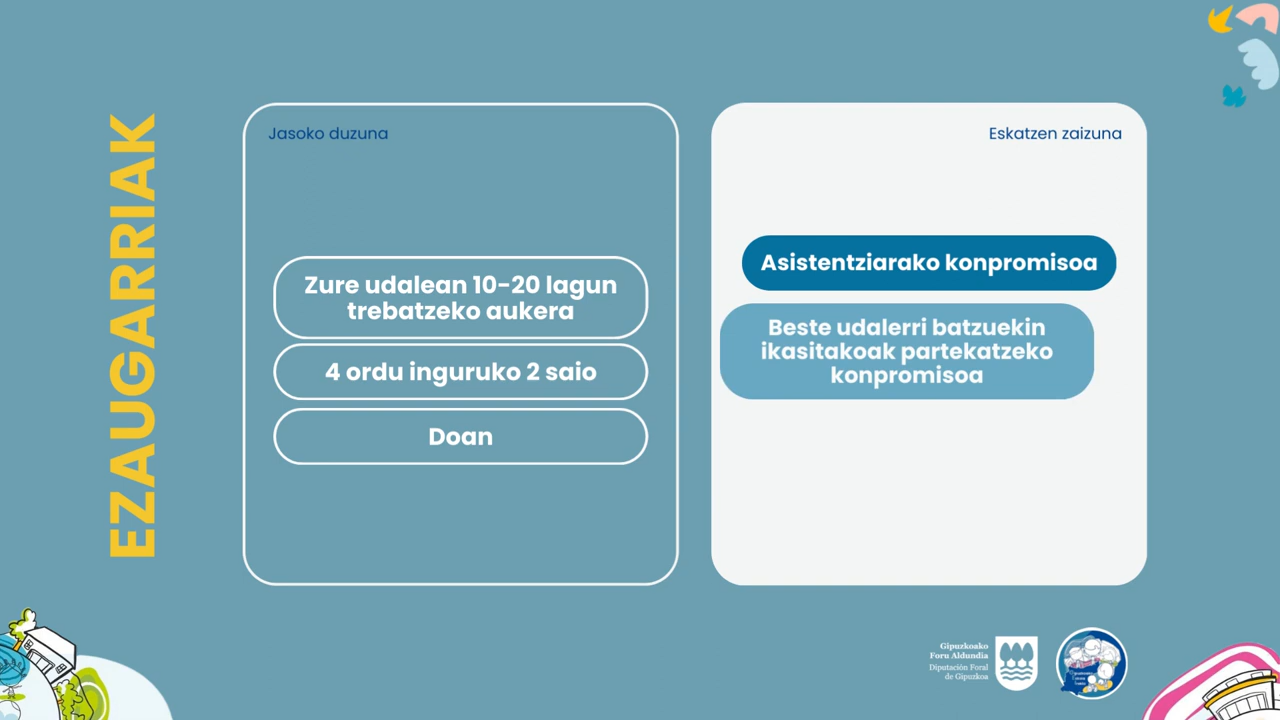 EZAUGARRIAK
Jasoko duzuna
Zure udalean 10-20 lagun
trebatzeko aukera
4 ordu inguruko 2 saio
Doan
Eskatzen zaizuna
Asistentziarako konpromisoa
Beste udalerri batzuekin
ikasitakoak partekatzeko
konpromisoa
Gipuzkoako
Foru Aldundia
Diputación Foral
de Gipuzkoa